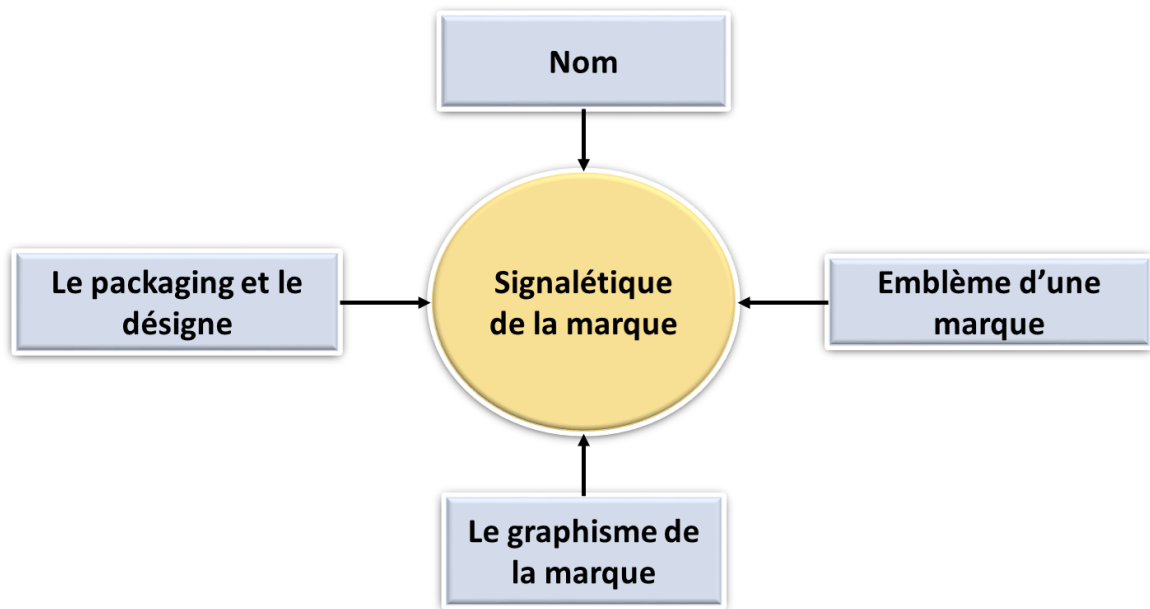 Nom
Le packaging et le
désigne
Signalétique
de la marque
Emblème d’une
marque
Le graphisme de
la marque